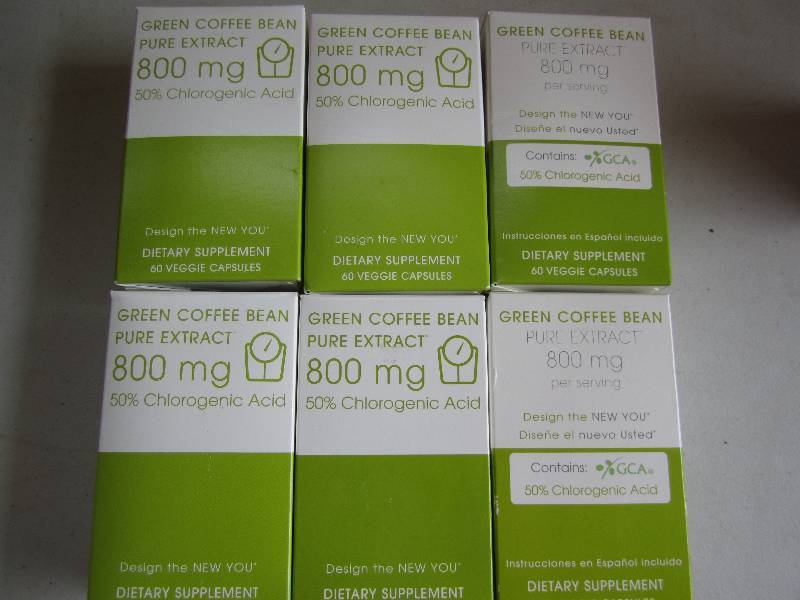 GREEN COFFEE BEAN
PURE EXTRACT
800 mg
50% Chlorogenic Acid
Design the NEW YOU*
DIETARY SUPPLEMENT
60 VEGGIE CAPSULES
GREEN COFFEE BEAN
PURE EXTRACT
800 mg
50% Chlorogenic Acid
Design the NEW YOU*
DIETARY SUPPLEMENT
60 VEGGIE CAPSULES
GREEN COFFEE BEAN
PURE EXTRACT
800 mg
per serving
Design the NEW YOU*
Diseñe el nuevo Usted*
Contains: GCA®
50% Chlorogenic Acid
Instrucciones en Español incluido
DIETARY SUPPLEMENT
60 VEGGIE CAPSULES
GREEN COFFEE BEAN
PURE EXTRACT
800 mg
50% Chlorogenic Acid
Design the NEW YOU*
DIETARY SUPPLEMENT
GREEN COFFEE BEAN
PURE EXTRACT
800 mg
50% Chlorogenic Acid
Design the NEW YOU*
DIETARY SUPPLEMENT
GREEN COFFEE BEAN
PURE EXTRACT
800 mg
per serving
Design the NEW YOU*
Diseñe el nuevo Usted*
Contains: GCA®
50% Chlorogenic Acid
Instrucciones en Español incluido
DIETARY SUPPLEMENT